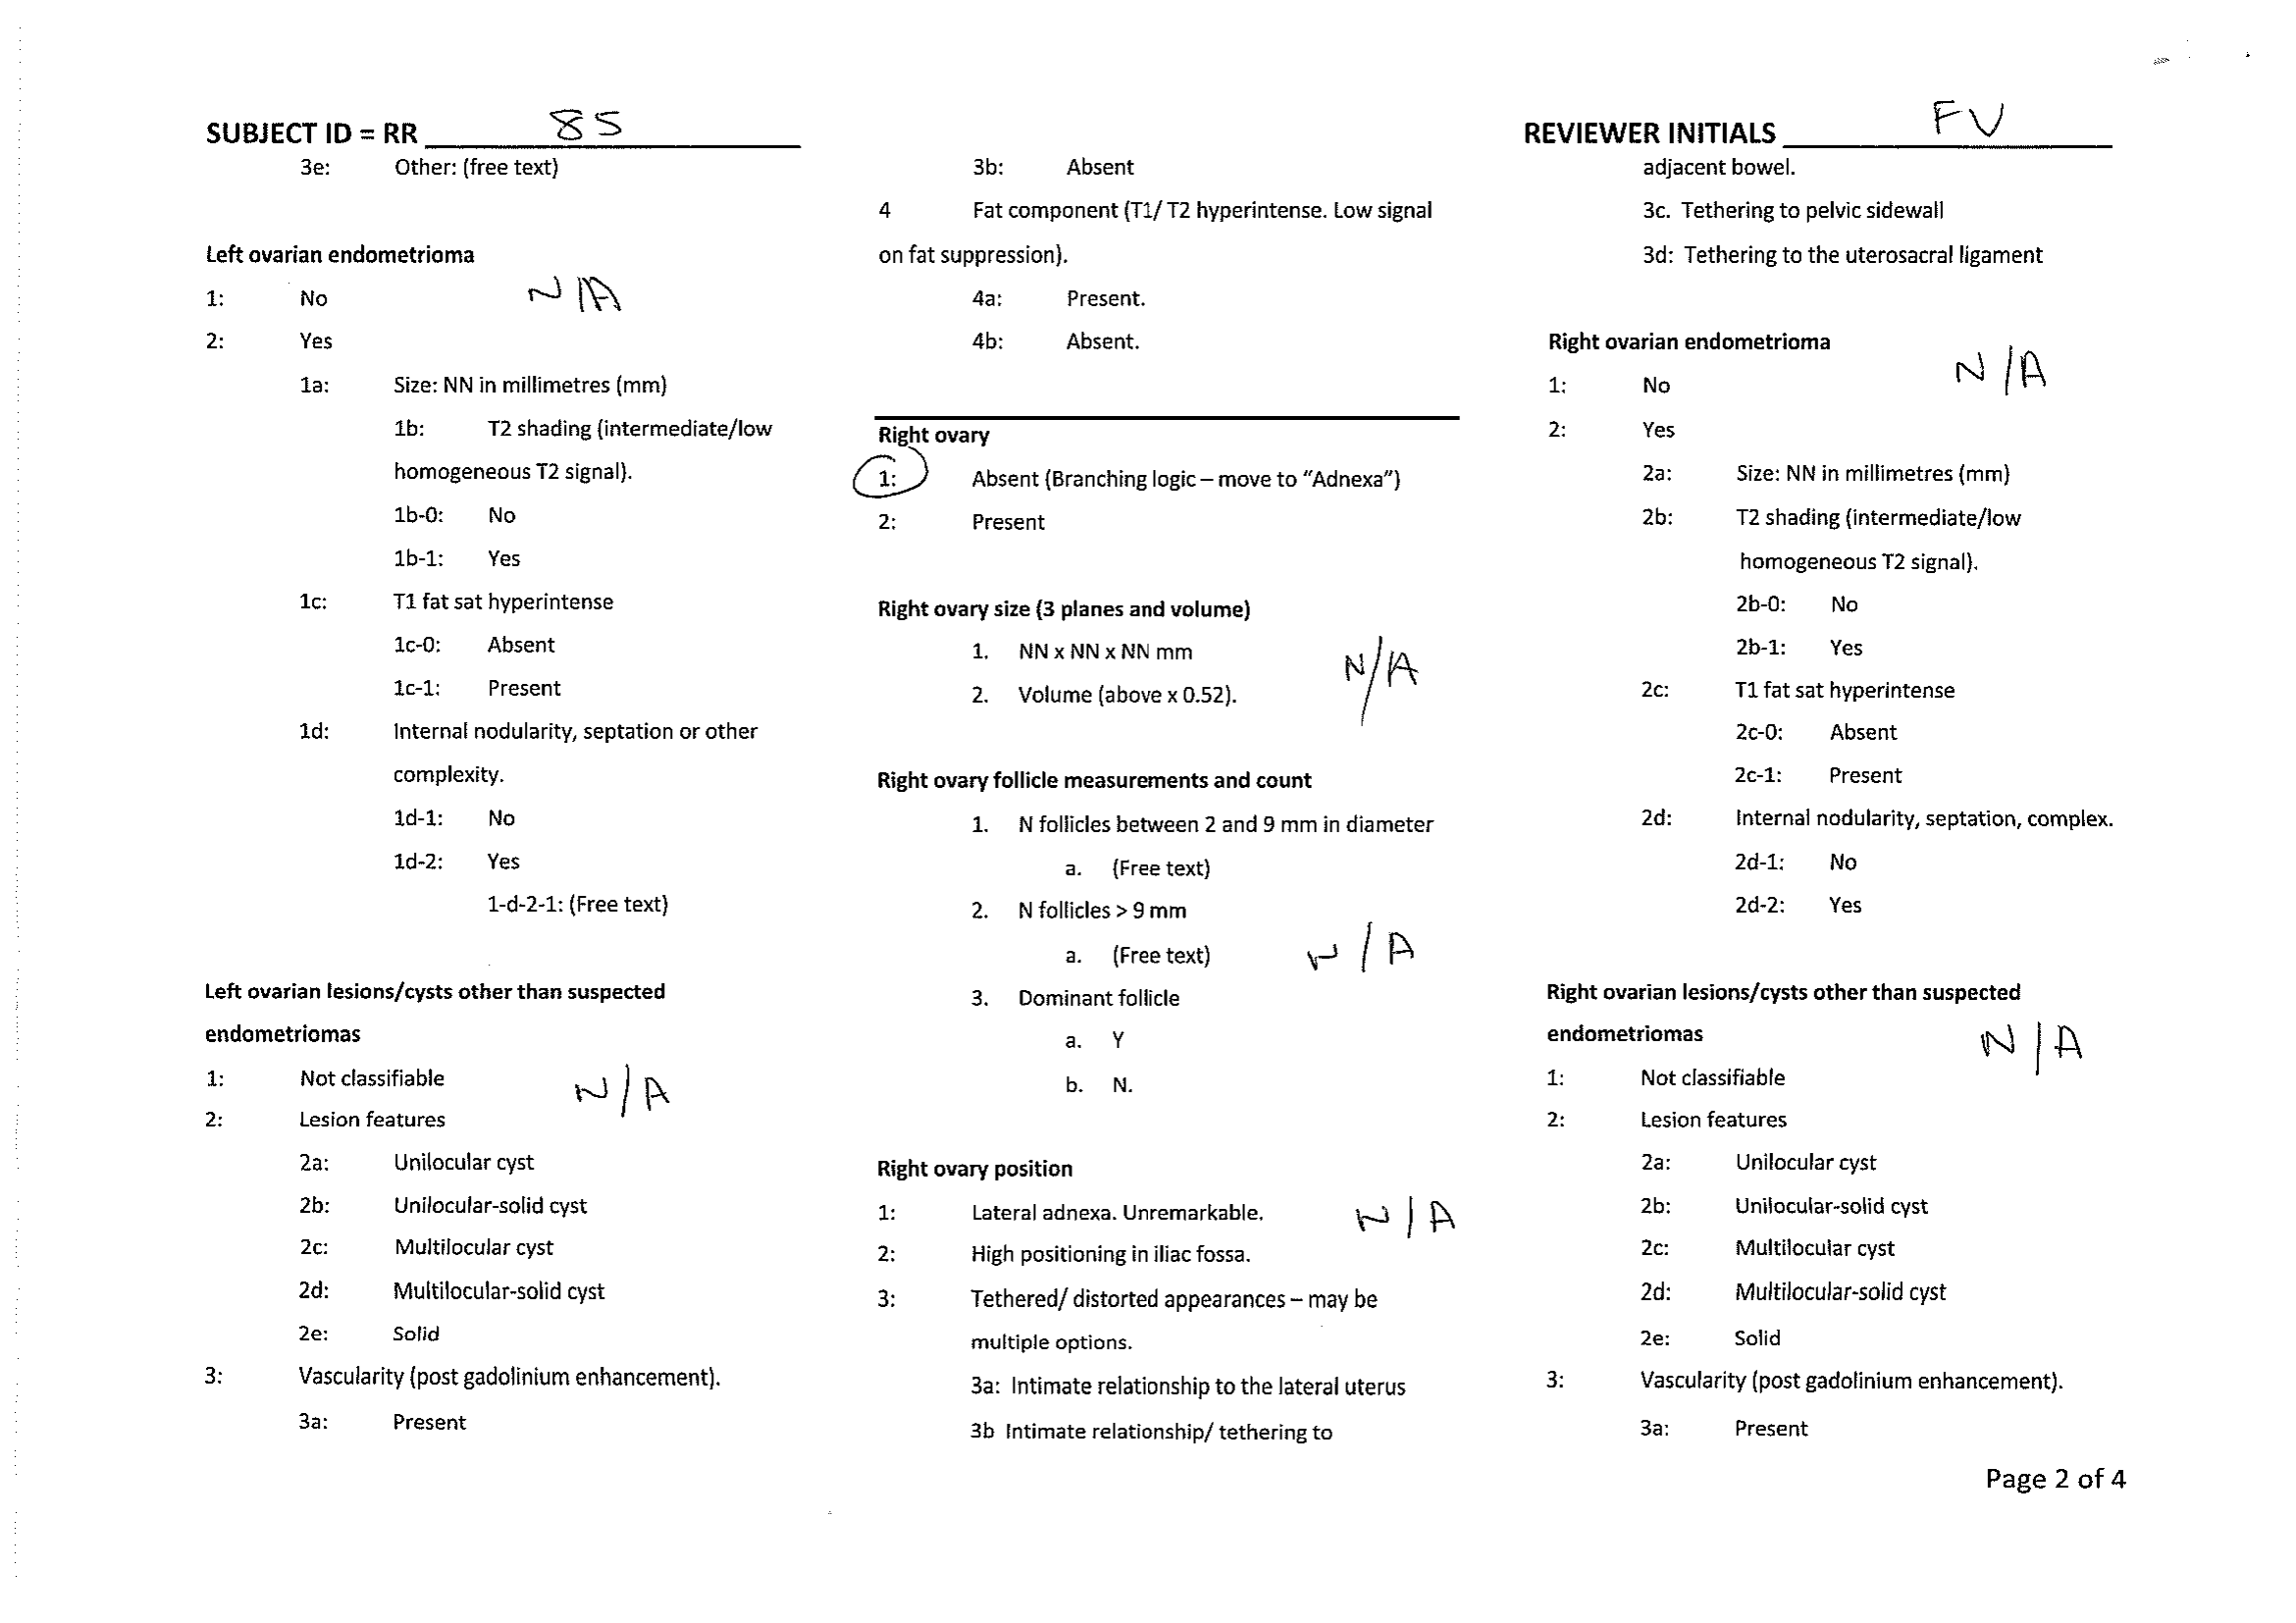 SUBJECT ID = RR 85
REVIEWER INITIALS FV
3e: Other: (free text)
Left ovarian endometrioma
N/A
1: No
2: Yes
1a: Size: NN in millimetres (mm)
1b: T2 shading (intermediate/low
homogeneous T2 signal).
1b-0: No
1b-1: Yes
1c: T1 fat sat hyperintense
1c-0: Absent
1c-1: Present
1d: Internal nodularity, septation or other
complexity.
1d-1: No
1d-2: Yes
1-d-2-1: (Free text)
Left ovarian lesions/cysts other than suspected
endometriomas
1: Not classifiable
N/A
2: Lesion features
2a: Unilocular cyst
2b: Unilocular-solid cyst
2c: Multilocular cyst
2d: Multilocular-solid cyst
2e: Solid
3: Vascularity (post gadolinium enhancement).
3a: Present
3b: Absent
4 Fat component (T1/ T2 hyperintense. Low signal
on fat suppression).
4a: Present.
4b: Absent.
Right ovary
1: Absent (Branching logic – move to “Adnexa”)
2: Present
Right ovary size (3 planes and volume)
1. NN x NN x NN mm
N/A
2. Volume (above x 0.52).
Right ovary follicle measurements and count
1. N follicles between 2 and 9 mm in diameter
a. (Free text)
2. N follicles > 9 mm
a. (Free text)
N/A
3. Dominant follicle
a. Y
b. N.
Right ovary position
1: Lateral adnexa. Unremarkable.
N/A
2: High positioning in iliac fossa.
3: Tethered/ distorted appearances – may be
multiple options.
3a: Intimate relationship to the lateral uterus
3b Intimate relationship/ tethering to
adjacent bowel.
3c. Tethering to pelvic sidewall
3d: Tethering to the uterosacral ligament
Right ovarian endometrioma
N/A
1: No
2: Yes
2a: Size: NN in millimetres (mm)
2b: T2 shading (intermediate/low
homogeneous T2 signal).
2b-0: No
2b-1: Yes
2c: T1 fat sat hyperintense
2c-0: Absent
2c-1: Present
2d: Internal nodularity, septation, complex.
2d-1: No
2d-2: Yes
Right ovarian lesions/cysts other than suspected
endometriomas
N/A
1: Not classifiable
2: Lesion features
2a: Unilocular cyst
2b: Unilocular-solid cyst
2c: Multilocular cyst
2d: Multilocular-solid cyst
2e: Solid
3: Vascularity (post gadolinium enhancement).
3a: Present
Page 2 of 4